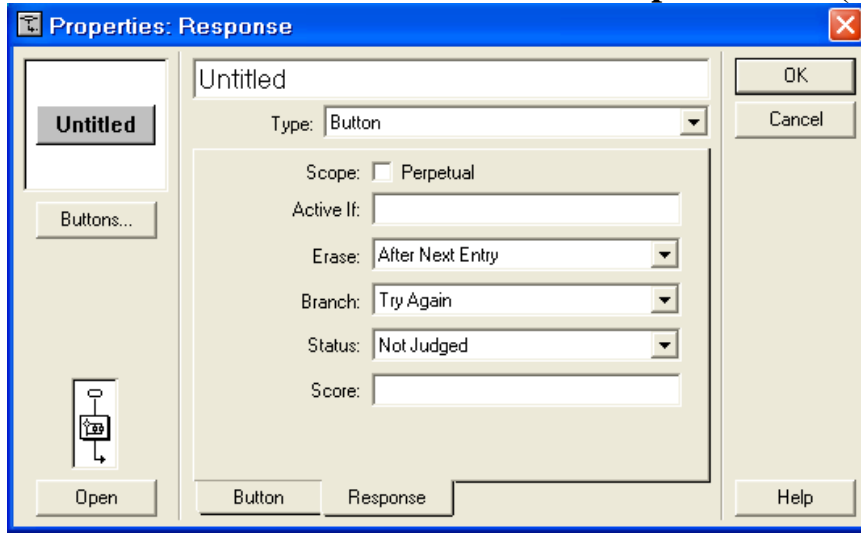 Properties: Response
Untitled
OK
Untitled
Type: Button
Cancel
Scope: Perpetual
Buttons...
Active If:
Erase: After Next Entry
Branch: Try Again
Status: Not Judged
Score:
Open
Button
Response
Help